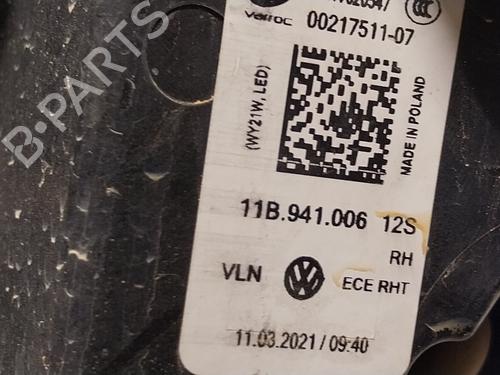 varroc 00217511-07
(WY21W, LED)
MADE IN POLAND
11B.941.006 12S
RH
VLN
ECE RHT
11.03.2021 / 09:40
B-PARTS